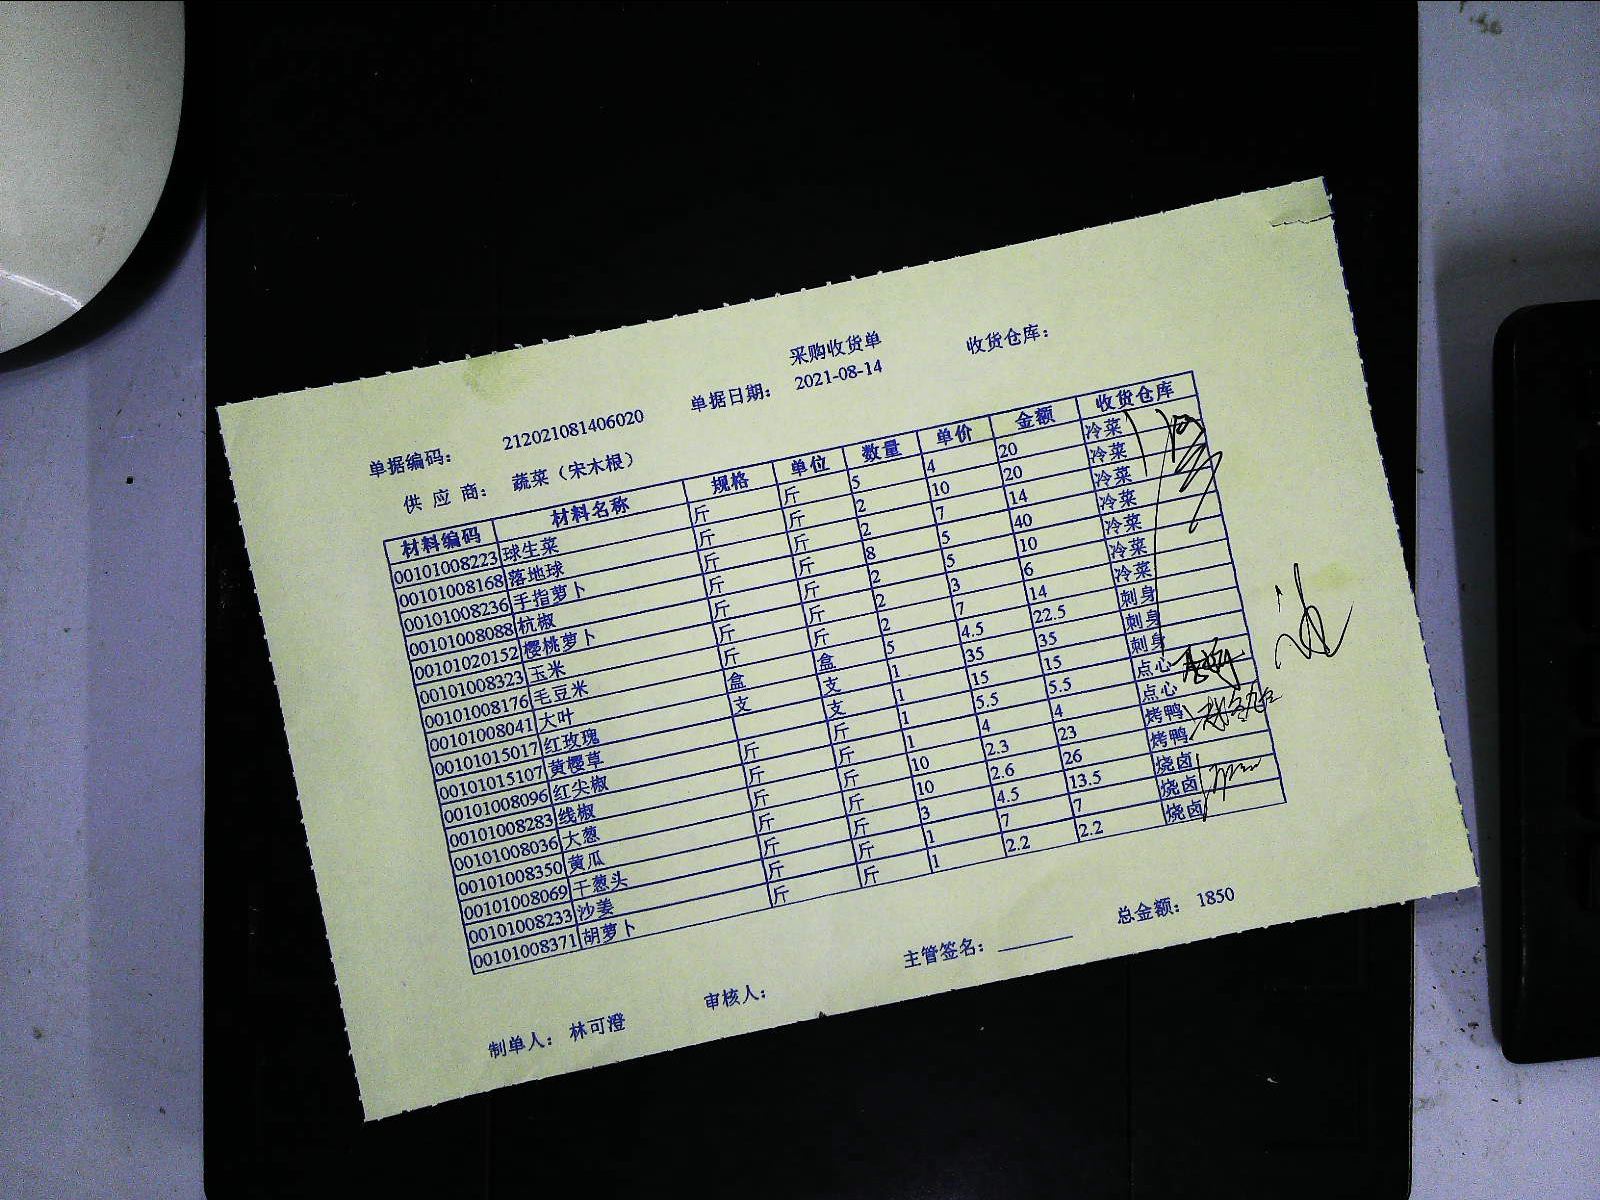 采购收货单
单据编码： 212021081406020 单据日期： 2021-08-14 收货仓库：
供 应 商： 蔬菜（宋木根）
材料编码 材料名称 规格 单位 数量 单价 金额 收货仓库
00101008223 球生菜 斤 斤 5 4 20 冷菜
00101008168 落地球 斤 斤 2 10 20 冷菜
00101008236 手指萝卜 斤 斤 2 7 14 冷菜
00101008088 杭椒 斤 斤 8 5 40 冷菜
00101020152 樱桃萝卜 斤 斤 2 5 10 冷菜
00101008323 玉米 斤 斤 2 3 6 冷菜
00101008176 毛豆米 斤 斤 2 7 14 冷菜
00101008041 大叶 盒 盒 5 4.5 22.5 刺身
00101015017 红玫瑰 支 支 1 35 35 刺身
00101015107 黄樱草 支 1 15 15 刺身
00101008096 红尖椒 斤 斤 1 5.5 5.5 点心
00101008283 线椒 斤 斤 1 4 4 点心
00101008036 大葱 斤 斤 10 2.3 23 烤鸭
00101008350 黄瓜 斤 斤 10 2.6 26 烤鸭
00101008069 干葱头 斤 斤 3 4.5 13.5 烧卤
00101008233 沙姜 斤 斤 1 7 7 烧卤
00101008371 胡萝卜 斤 斤 1 2.2 2.2 烧卤
制单人： 林可澄 审核人： 主管签名： 总金额： 1850